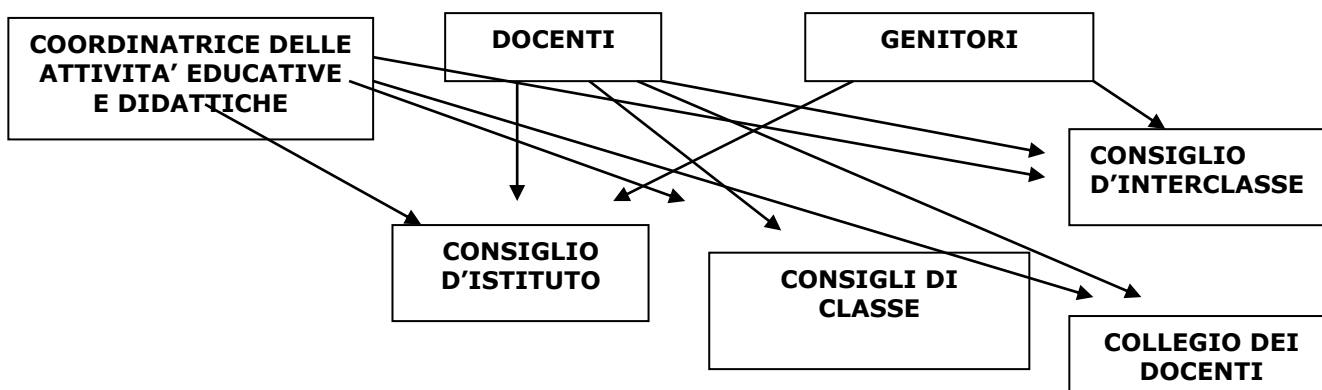 COORDINATRICE DELLE
ATTIVITA’ EDUCATIVE
E DIDATTICHE
DOCENTI
GENITORI
CONSIGLIO
D’INTERCLASSE
CONSIGLIO
D’ISTITUTO
CONSIGLI DI
CLASSE
COLLEGIO DEI
DOCENTI